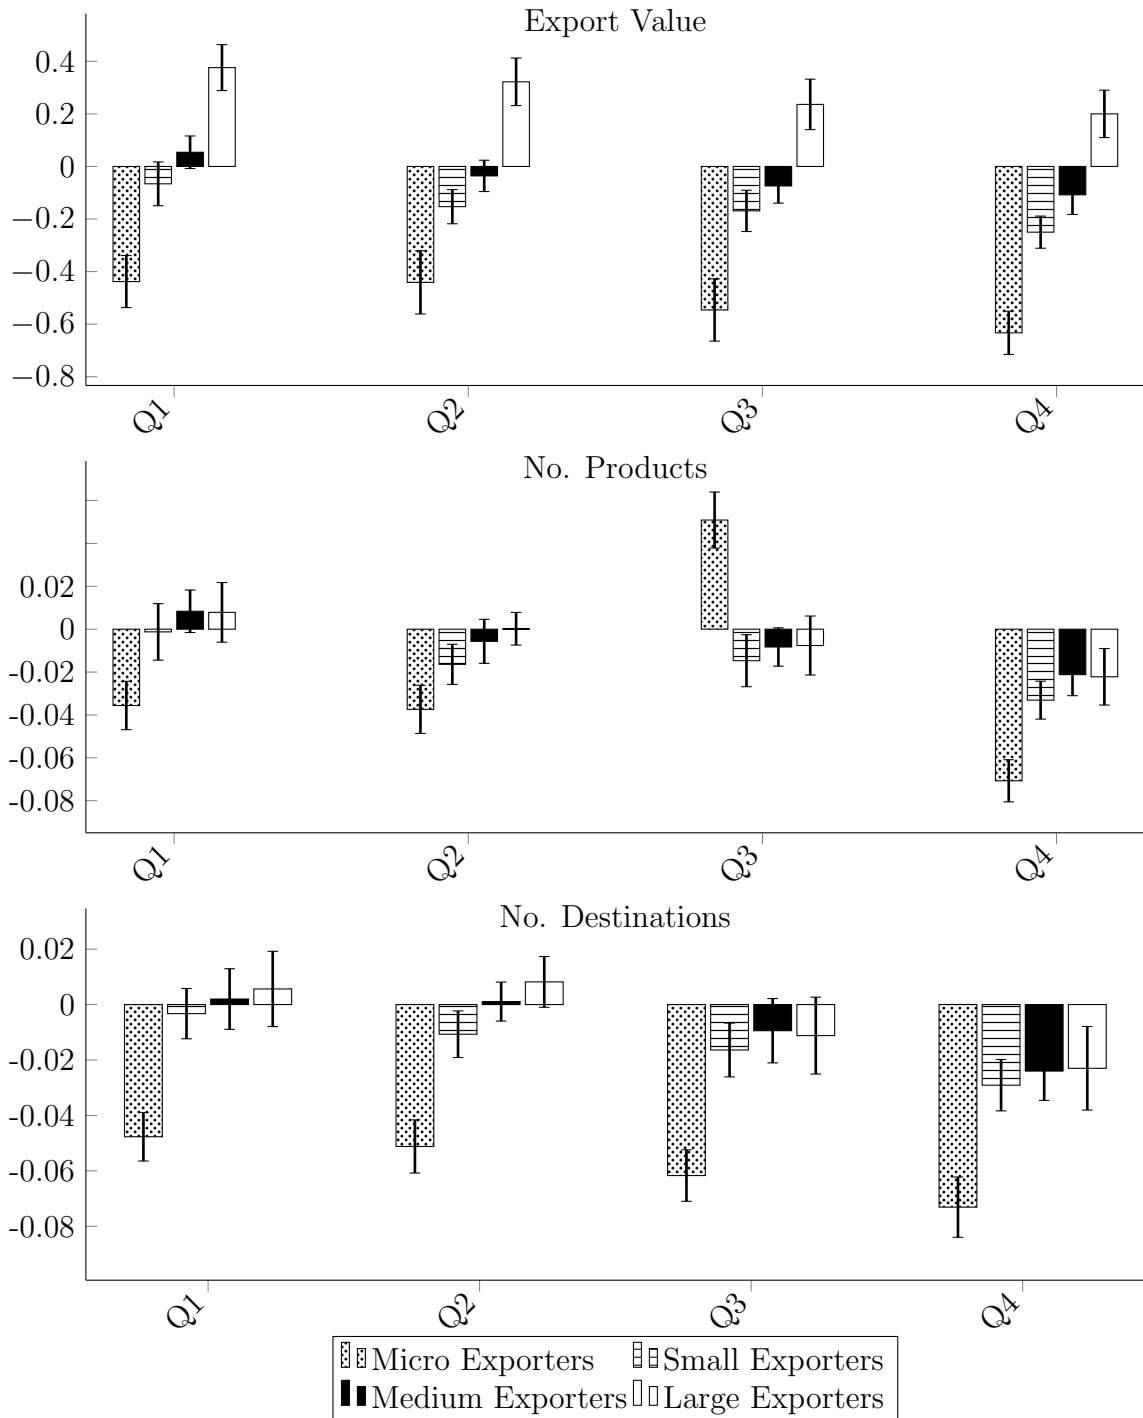 Export Value
0.4
0.2
0
−0.2
−0.4
−0.6
−0.8
Q1 Q2 Q3 Q4
No. Products
0.02
0
-0.02
-0.04
-0.06
-0.08
Q1 Q2 Q3 Q4
No. Destinations
0.02
0
-0.02
-0.04
-0.06
-0.08
Q1 Q2 Q3 Q4
Micro Exporters Small Exporters
Medium Exporters Large Exporters